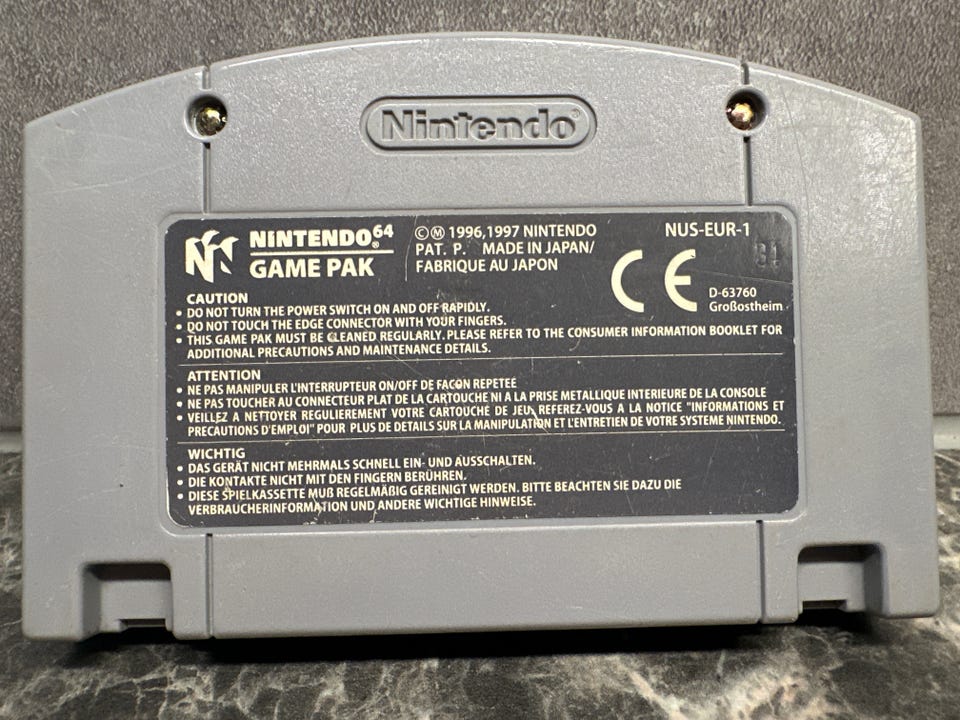 Nintendo®
NINTENDO 64®
GAME PAK
©Ⓜ 1996,1997 NINTENDO
PAT. P. MADE IN JAPAN/
FABRIQUE AU JAPON
NUS-EUR-1
CE
D-63760
Großostheim
CAUTION
• DO NOT TURN THE POWER SWITCH ON AND OFF RAPIDLY.
• DO NOT TOUCH THE EDGE CONNECTOR WITH YOUR FINGERS.
• THIS GAME PAK MUST BE CLEANED REGULARLY. PLEASE REFER TO THE CONSUMER INFORMATION BOOKLET FOR
ADDITIONAL PRECAUTIONS AND MAINTENANCE DETAILS.
ATTENTION
• NE PAS MANIPULER L'INTERRUPTEUR ON/OFF DE FACON REPETEE
• NE PAS TOUCHER AU CONNECTEUR PLAT DE LA CARTOUCHE NI A LA PRISE METALLIQUE INTERIEURE DE LA CONSOLE
• VEILLEZ A NETTOYER REGULIEREMENT VOTRE CARTOUCHE DE JEU, REFEREZ-VOUS A LA NOTICE "INFORMATIONS ET
PRECAUTIONS D'EMPLOI" POUR PLUS DE DETAILS SUR LA MANIPULATION ET L'ENTRETIEN DE VOTRE SYSTEME NINTENDO.
WICHTIG
• DAS GERÄT NICHT MEHRMALS SCHNELL EIN- UND AUSSCHALTEN.
• DIE KONTAKTE NICHT MIT DEN FINGERN BERÜHREN.
• DIESE SPIELKASSETTE MUß REGELMÄßIG GEREINIGT WERDEN. BITTE BEACHTEN SIE DAZU DIE
VERBRAUCHERINFORMATION UND ANDERE WICHTIGE HINWEISE.